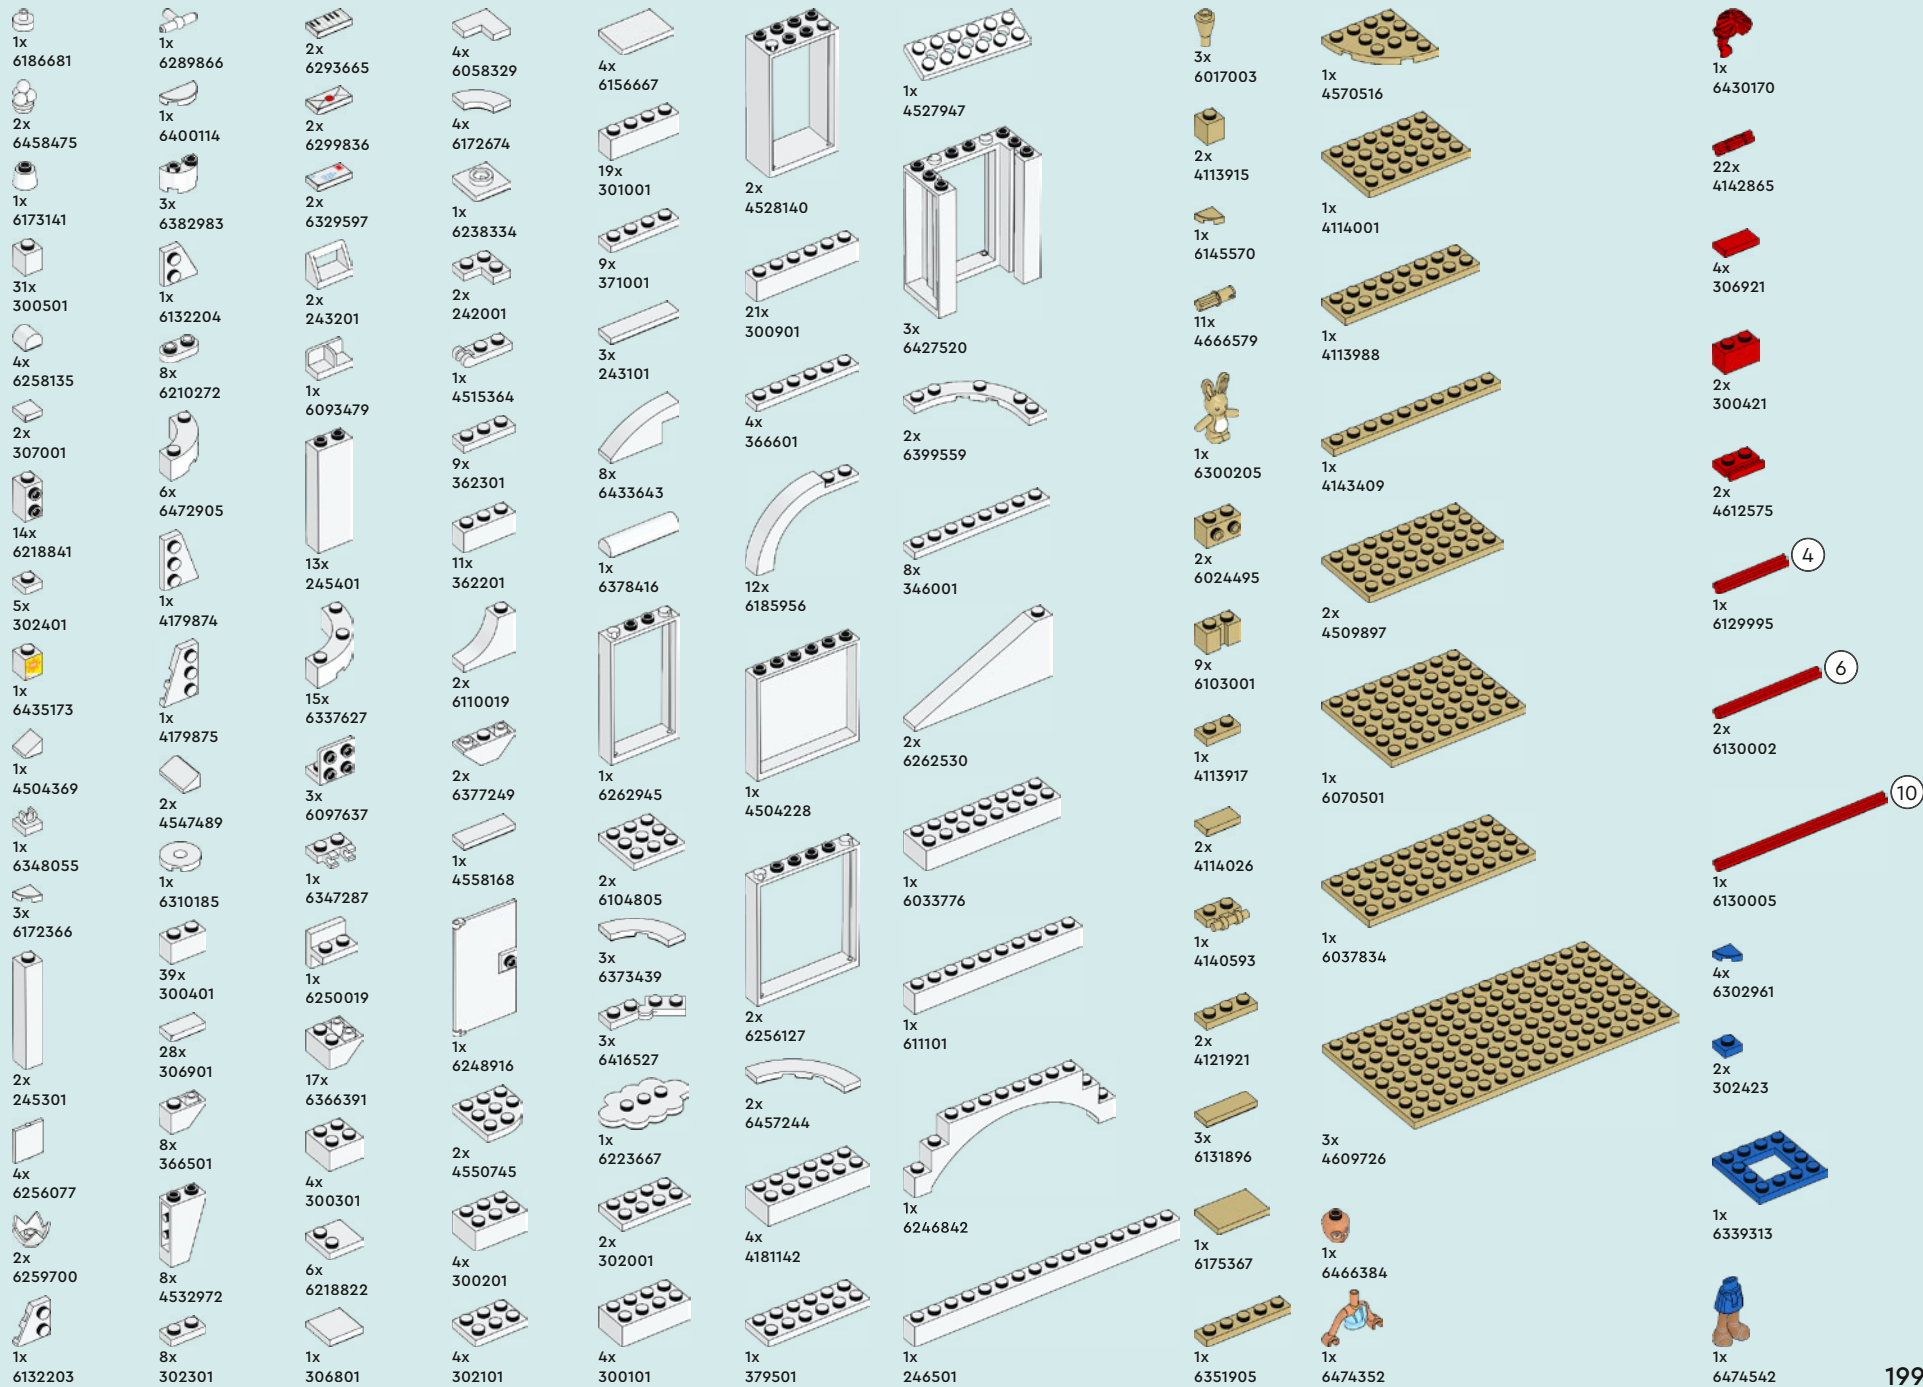 1x
6186681
2x
6458475
1x
6173141
31x
300501
4x
6258135
2x
307001
14x
6218841
5x
302401
1x
6435173
1x
4504369
1x
6348055
3x
6172366
2x
245301
4x
6256077
2x
6259700
1x
6132203
1x
6289866
1x
6400114
3x
6382983
1x
6132204
8x
6210272
6x
6472905
1x
4179874
1x
4179875
2x
4547489
1x
6310185
39x
300401
28x
306901
8x
366501
8x
4532972
8x
302301
2x
6293665
2x
6299836
2x
6329597
2x
243201
1x
6093479
13x
245401
15x
6337627
3x
6097637
1x
6347287
1x
6250019
17x
6366391
4x
300301
6x
6218822
1x
306801
4x
6058329
4x
6172674
1x
6238334
2x
242001
1x
4515364
9x
362301
11x
362201
2x
6110019
2x
6377249
1x
4558168
1x
6248916
2x
4550745
4x
300201
4x
302101
4x
6156667
19x
301001
9x
371001
3x
243101
8x
6433643
1x
6378416
1x
6262945
2x
6104805
3x
6373439
3x
6416527
1x
6223667
2x
302001
4x
300101
2x
4528140
21x
300901
4x
366601
12x
6185956
1x
4504228
2x
6256127
2x
6457244
4x
4181142
1x
379501
1x
4527947
3x
6427520
2x
6399559
8x
346001
2x
6262530
1x
6033776
1x
611101
1x
6246842
1x
246501
3x
6017003
2x
4113915
1x
6145570
11x
4666579
1x
6300205
2x
6024495
9x
6103001
1x
4113917
2x
4114026
1x
4140593
2x
4121921
3x
6131896
1x
6175367
1x
6351905
1x
4570516
1x
4114001
1x
4113988
1x
4143409
2x
4509897
1x
6070501
1x
6037834
3x
4609726
1x
6466384
1x
6474352
1x
6430170
22x
4142865
4x
306921
2x
300421
2x
4612575
4
1x
6129995
6
2x
6130002
10
1x
6130005
4x
6302961
2x
302423
1x
6339313
1x
6474542
199